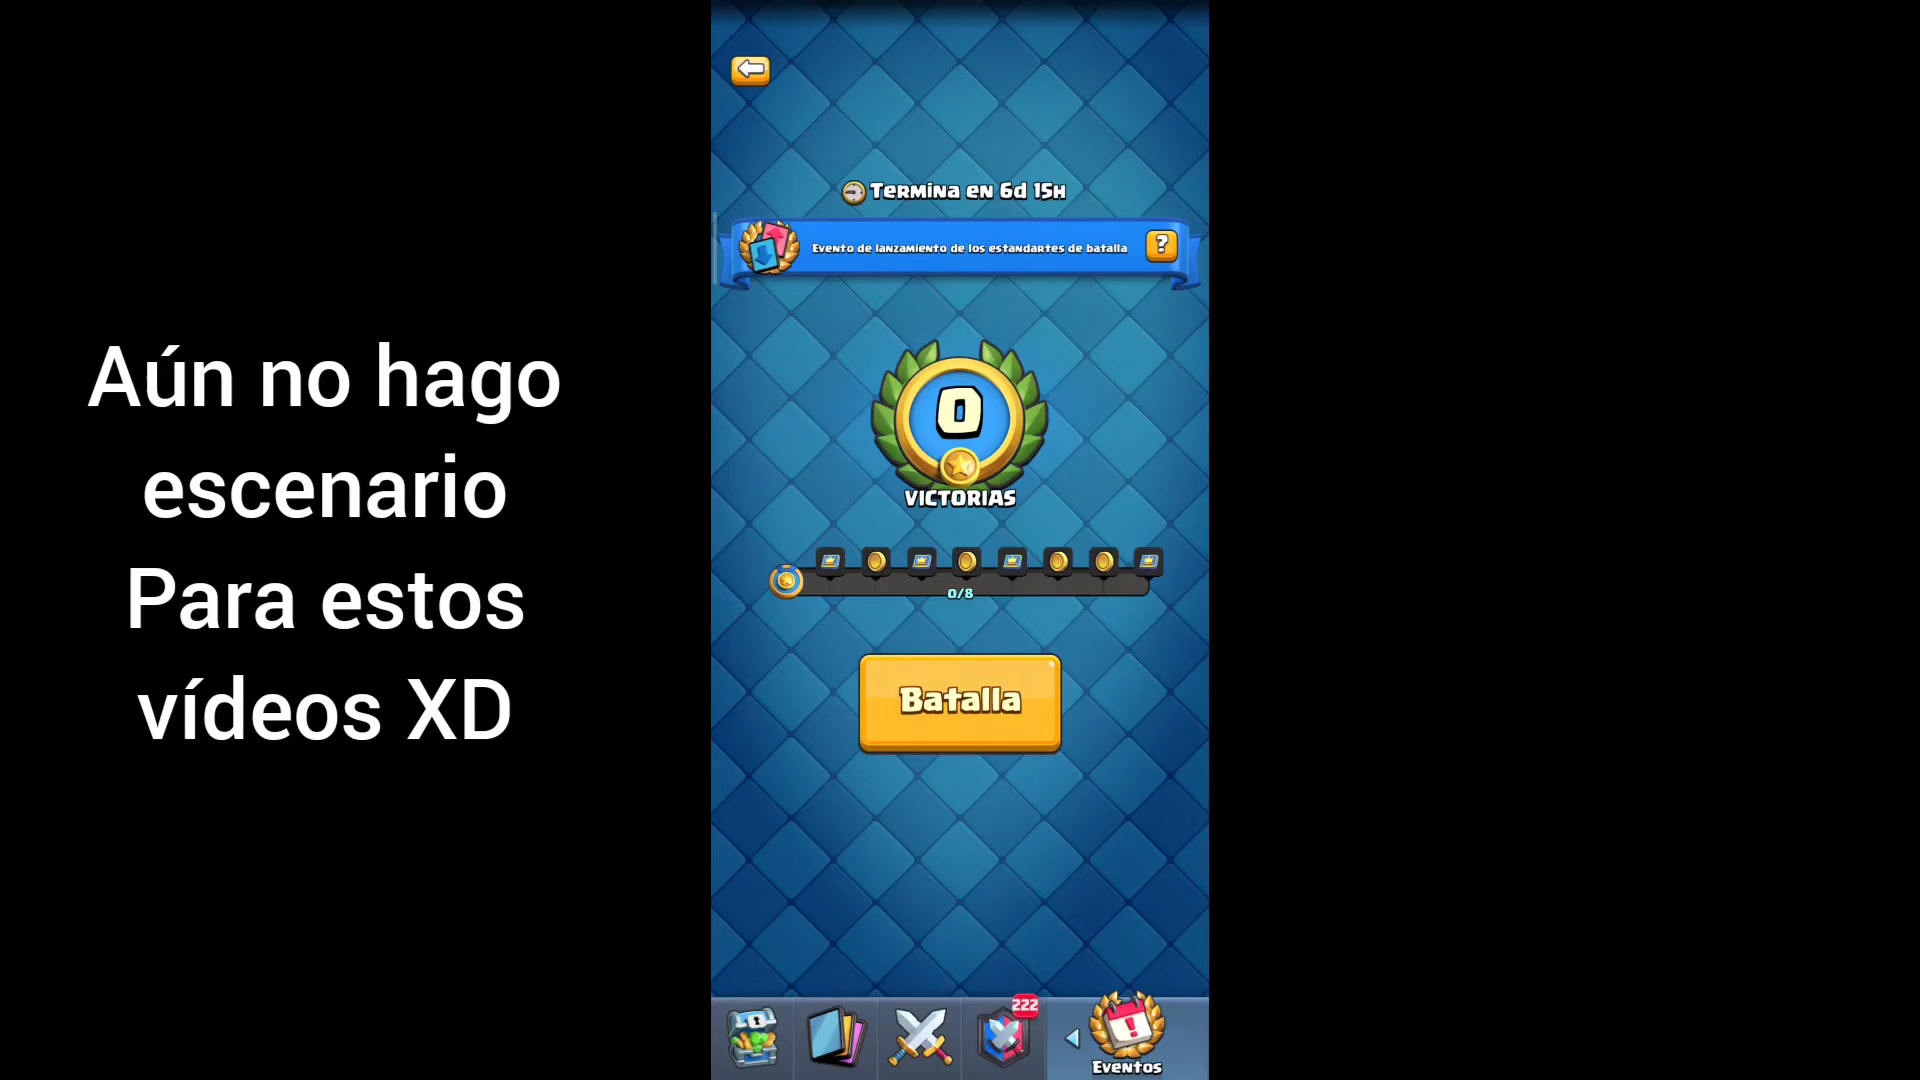 Aún no hago
escenario
Para estos
vídeos XD
Termina en 6d 15h
Evento de lanzamiento de los estandartes de batalla
?
0
VICTORIAS
0/8
Batalla
222
Eventos